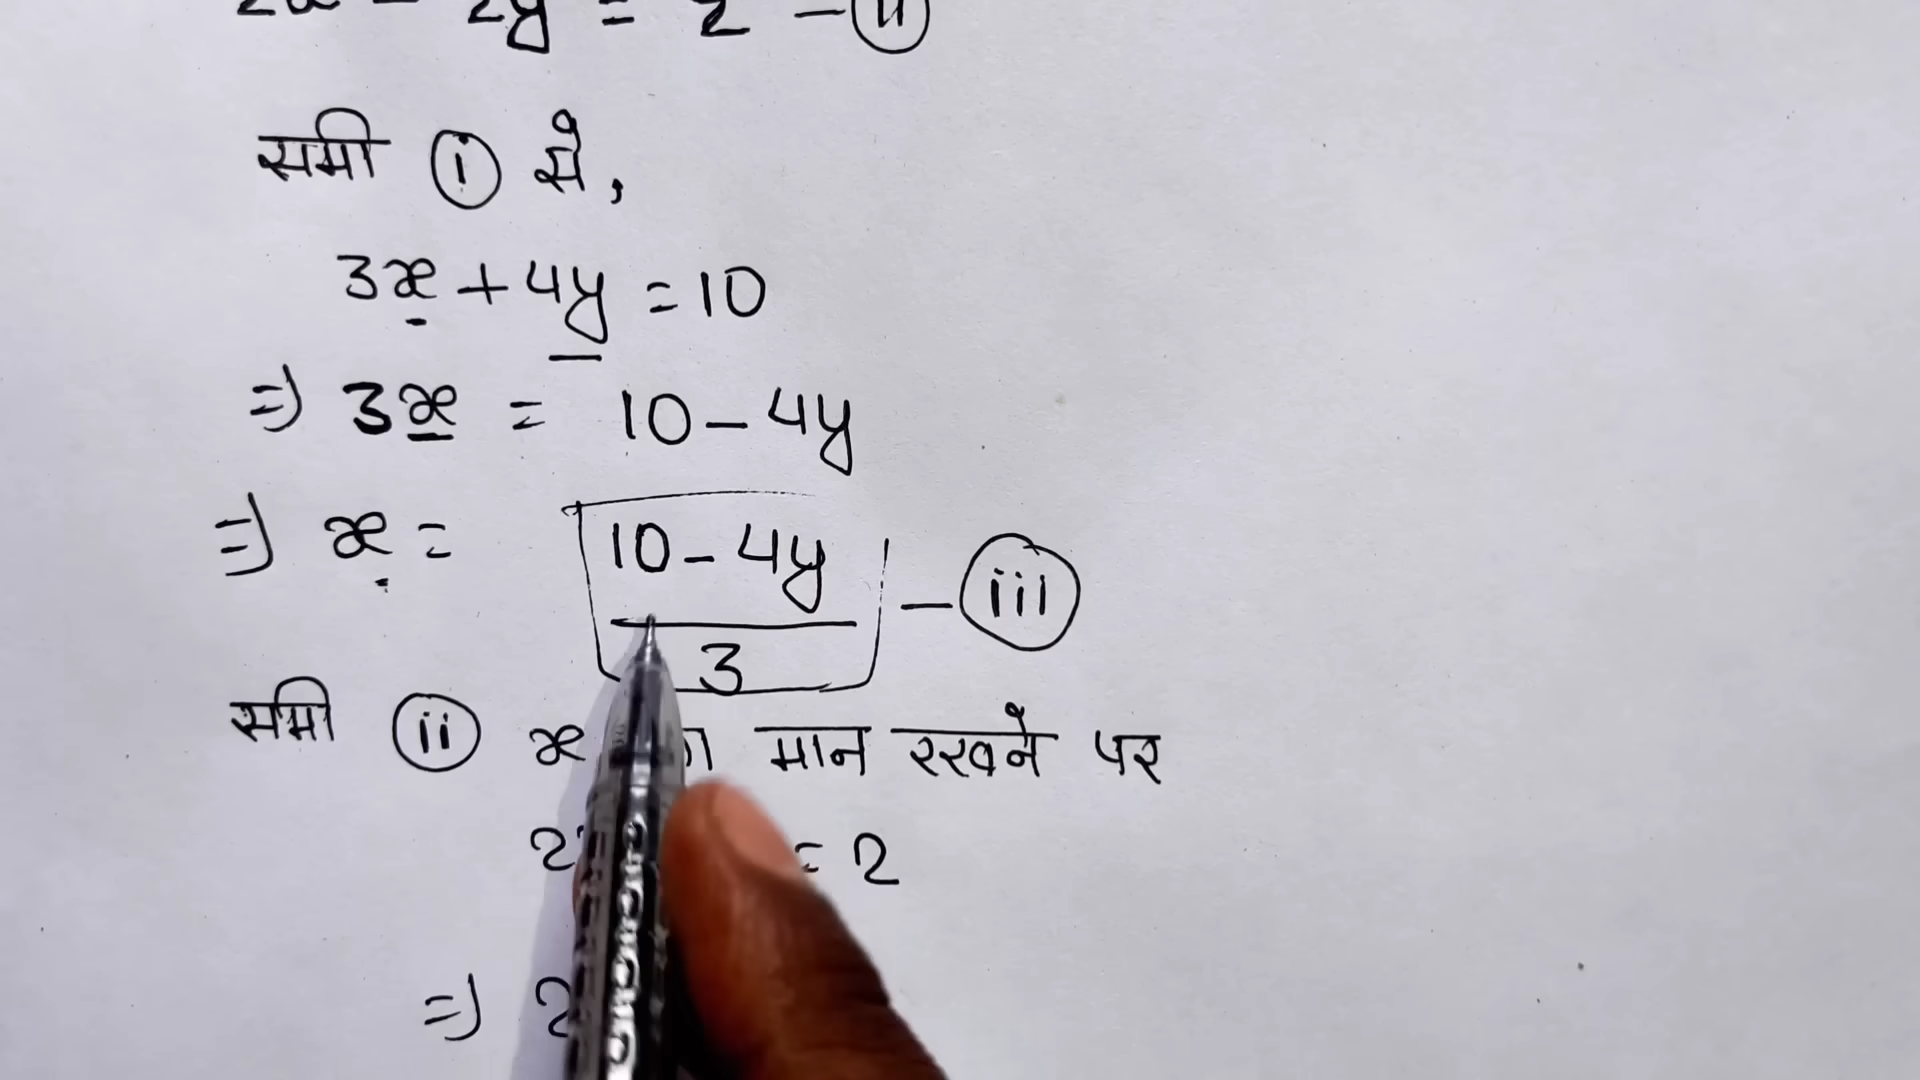 2x - 2y = 2 - (ii)
समी (i) से,
3x + 4y = 10
=) 3x = 10 - 4y
=) x = (10 - 4y)/3 - (iii)
समी (ii) x का मान रखने पर
2 = 2
=) 2